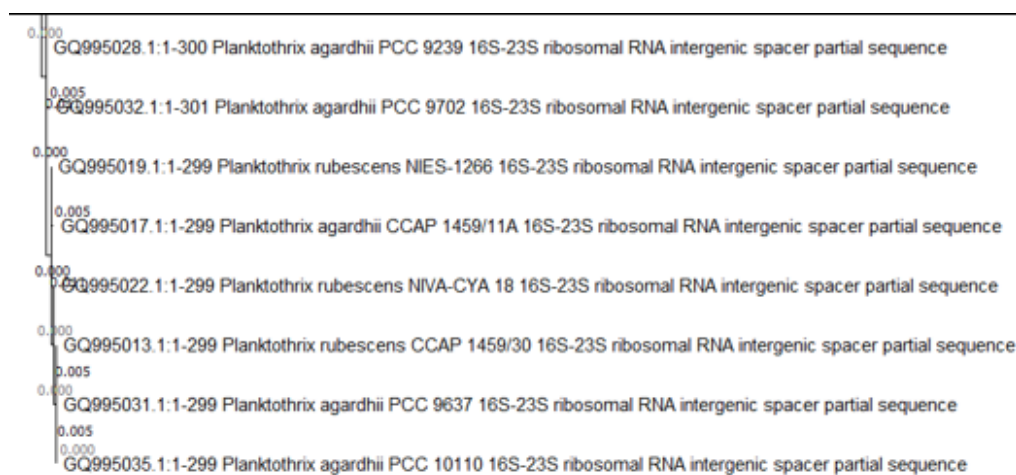 0.000
GQ995028.1:1-300 Planktothrix agardhii PCC 9239 16S-23S ribosomal RNA intergenic spacer partial sequence
0.005
GQ995032.1:1-301 Planktothrix agardhii PCC 9702 16S-23S ribosomal RNA intergenic spacer partial sequence
0.000
GQ995019.1:1-299 Planktothrix rubescens NIES-1266 16S-23S ribosomal RNA intergenic spacer partial sequence
0.005
GQ995017.1:1-299 Planktothrix agardhii CCAP 1459/11A 16S-23S ribosomal RNA intergenic spacer partial sequence
0.000
GQ995022.1:1-299 Planktothrix rubescens NIVA-CYA 18 16S-23S ribosomal RNA intergenic spacer partial sequence
0.000
GQ995013.1:1-299 Planktothrix rubescens CCAP 1459/30 16S-23S ribosomal RNA intergenic spacer partial sequence
0.005
0.000
GQ995031.1:1-299 Planktothrix agardhii PCC 9637 16S-23S ribosomal RNA intergenic spacer partial sequence
0.005
0.000
GQ995035.1:1-299 Planktothrix agardhii PCC 10110 16S-23S ribosomal RNA intergenic spacer partial sequence